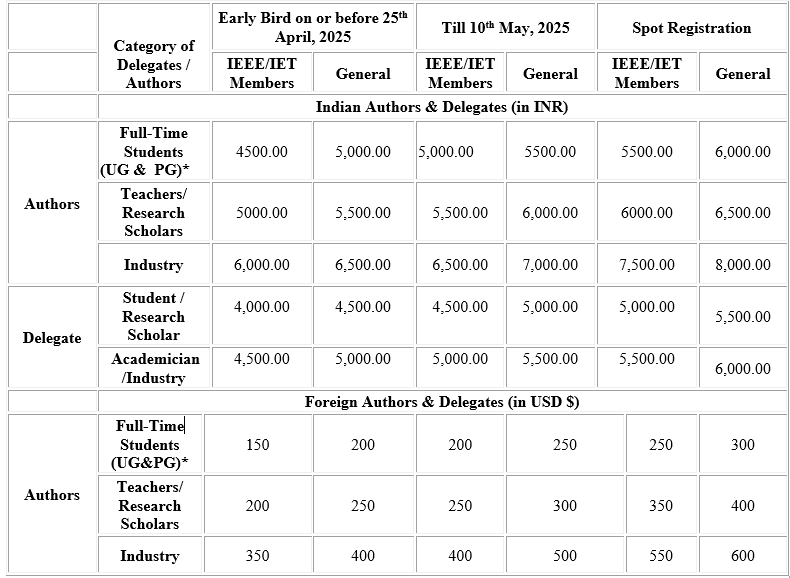 Category of Delegates / Authors | Early Bird on or before 25th April, 2025 | Till 10th May, 2025 | Spot Registration
IEEE/IET Members | General | IEEE/IET Members | General | IEEE/IET Members | General
Indian Authors & Delegates (in INR)
Authors | Full-Time Students (UG & PG)* | 4500.00 | 5,000.00 | 5,000.00 | 5500.00 | 5500.00 | 6,000.00
Teachers/ Research Scholars | 5000.00 | 5,500.00 | 5,500.00 | 6,000.00 | 6000.00 | 6,500.00
Industry | 6,000.00 | 6,500.00 | 6,500.00 | 7,000.00 | 7,500.00 | 8,000.00
Delegate | Student / Research Scholar | 4,000.00 | 4,500.00 | 4,500.00 | 5,000.00 | 5,000.00 | 5,500.00
Academician /Industry | 4,500.00 | 5,000.00 | 5,000.00 | 5,500.00 | 5,500.00 | 6,000.00
Foreign Authors & Delegates (in USD $)
Authors | Full-Time Students (UG&PG)* | 150 | 200 | 200 | 250 | 250 | 300
Teachers/ Research Scholars | 200 | 250 | 250 | 300 | 350 | 400
Industry | 350 | 400 | 400 | 500 | 550 | 600